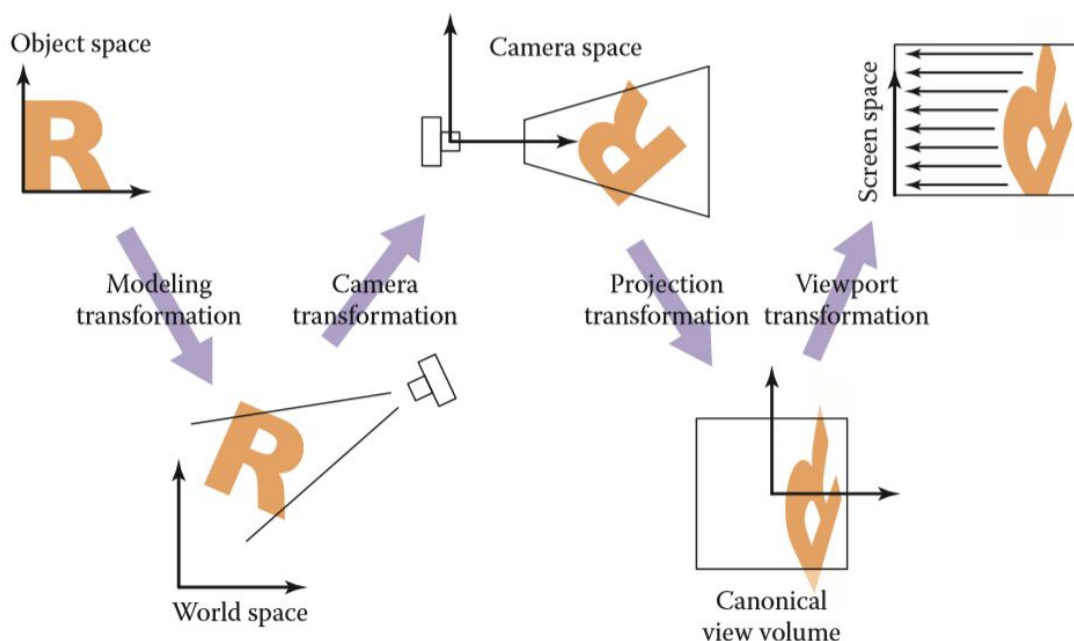 Object space
Camera space
Screen space
Modeling
transformation
Camera
transformation
Projection
transformation
Viewport
transformation
R
R
R
R
R
World space
Canonical
view volume